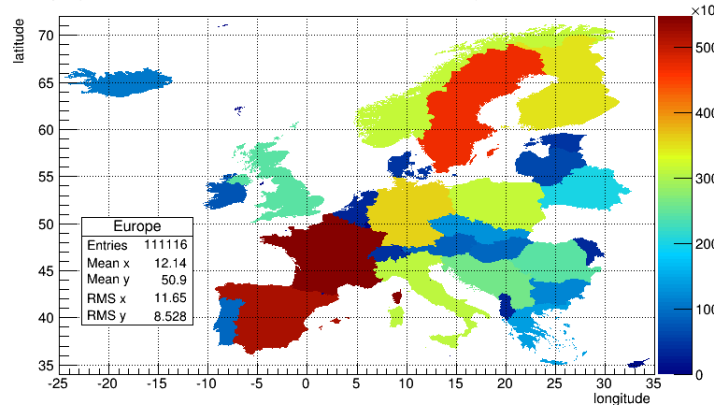 ×10
latitude
70
65
60
55
50
45
40
35
500
400
300
200
100
0
Europe
Entries 111116
Mean x 12.14
Mean y 50.9
RMS x 11.65
RMS y 8.528
-25 -20 -15 -10 -5 0 5 10 15 20 25 30 35
longitude